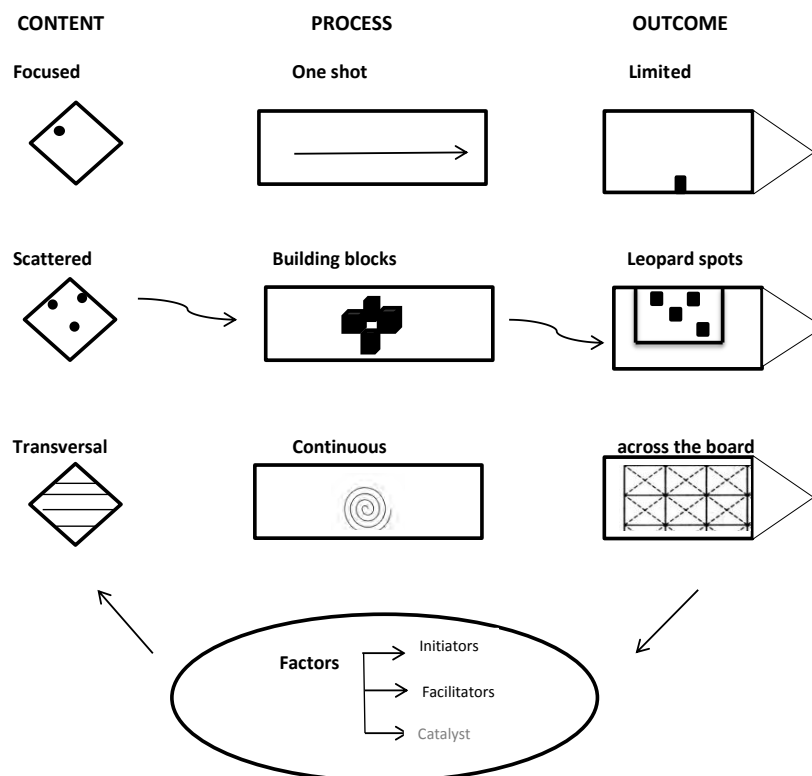 CONTENT PROCESS OUTCOME
Focused One shot Limited
Scattered Building blocks Leopard spots
Transversal Continuous across the board
Factors
Initiators
Facilitators
Catalyst